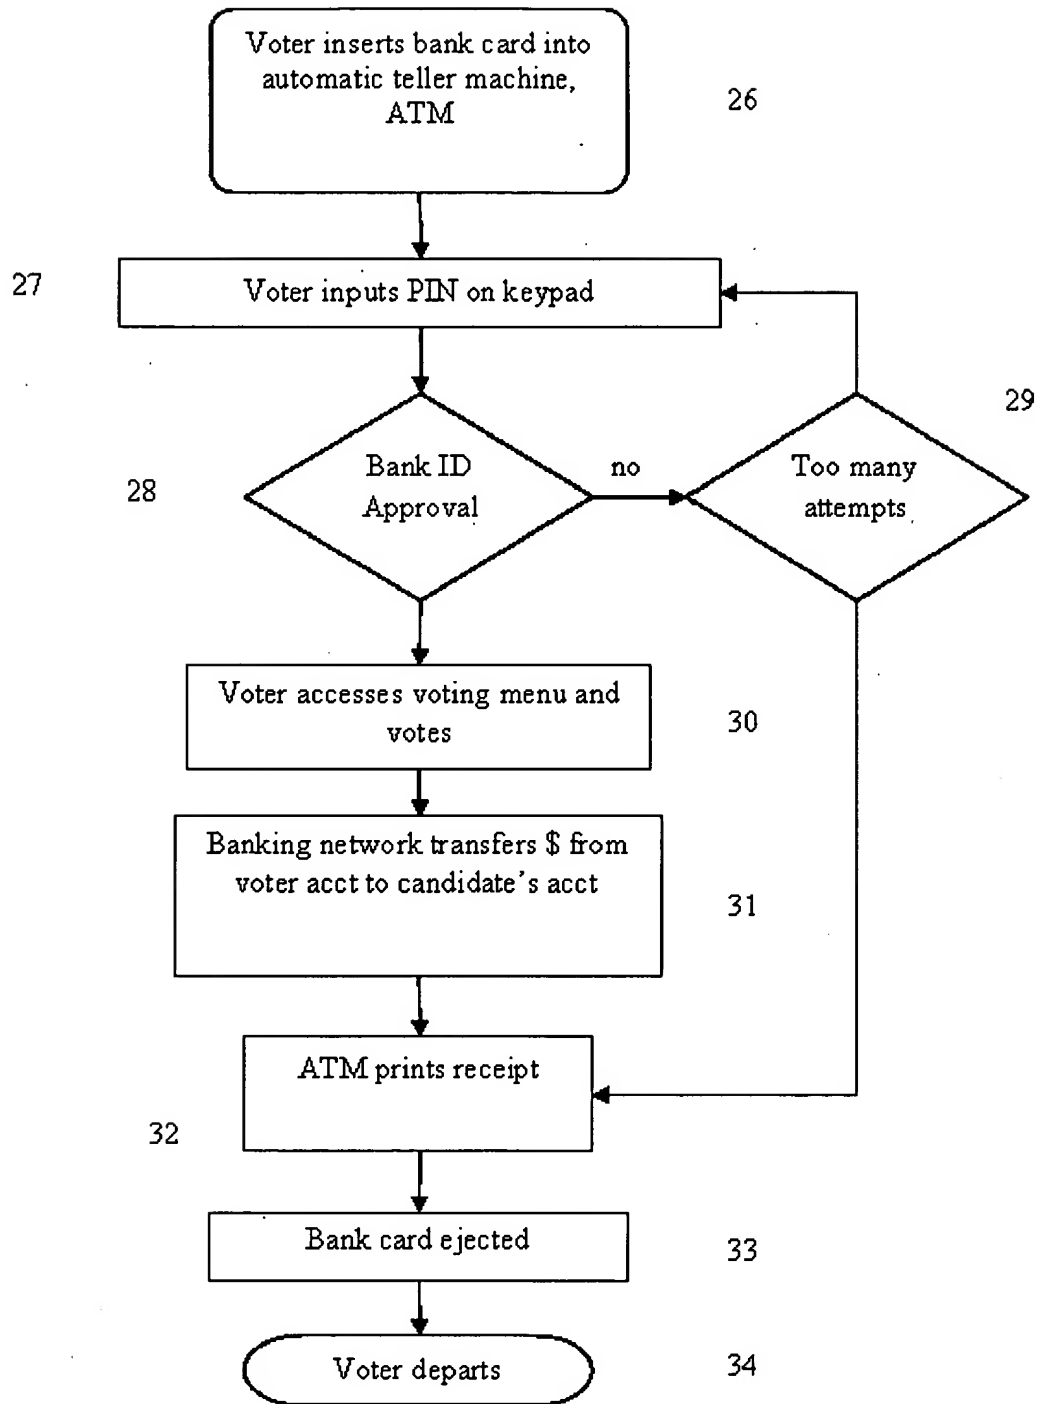 Voter inserts bank card into
automatic teller machine,
ATM
26
27
Voter inputs PIN on keypad
29
28
Bank ID
Approval
no
Too many
attempts
Voter accesses voting menu and
votes
30
Banking network transfers $ from
voter acct to candidate's acct
31
ATM prints receipt
32
Bank card ejected
33
Voter departs
34